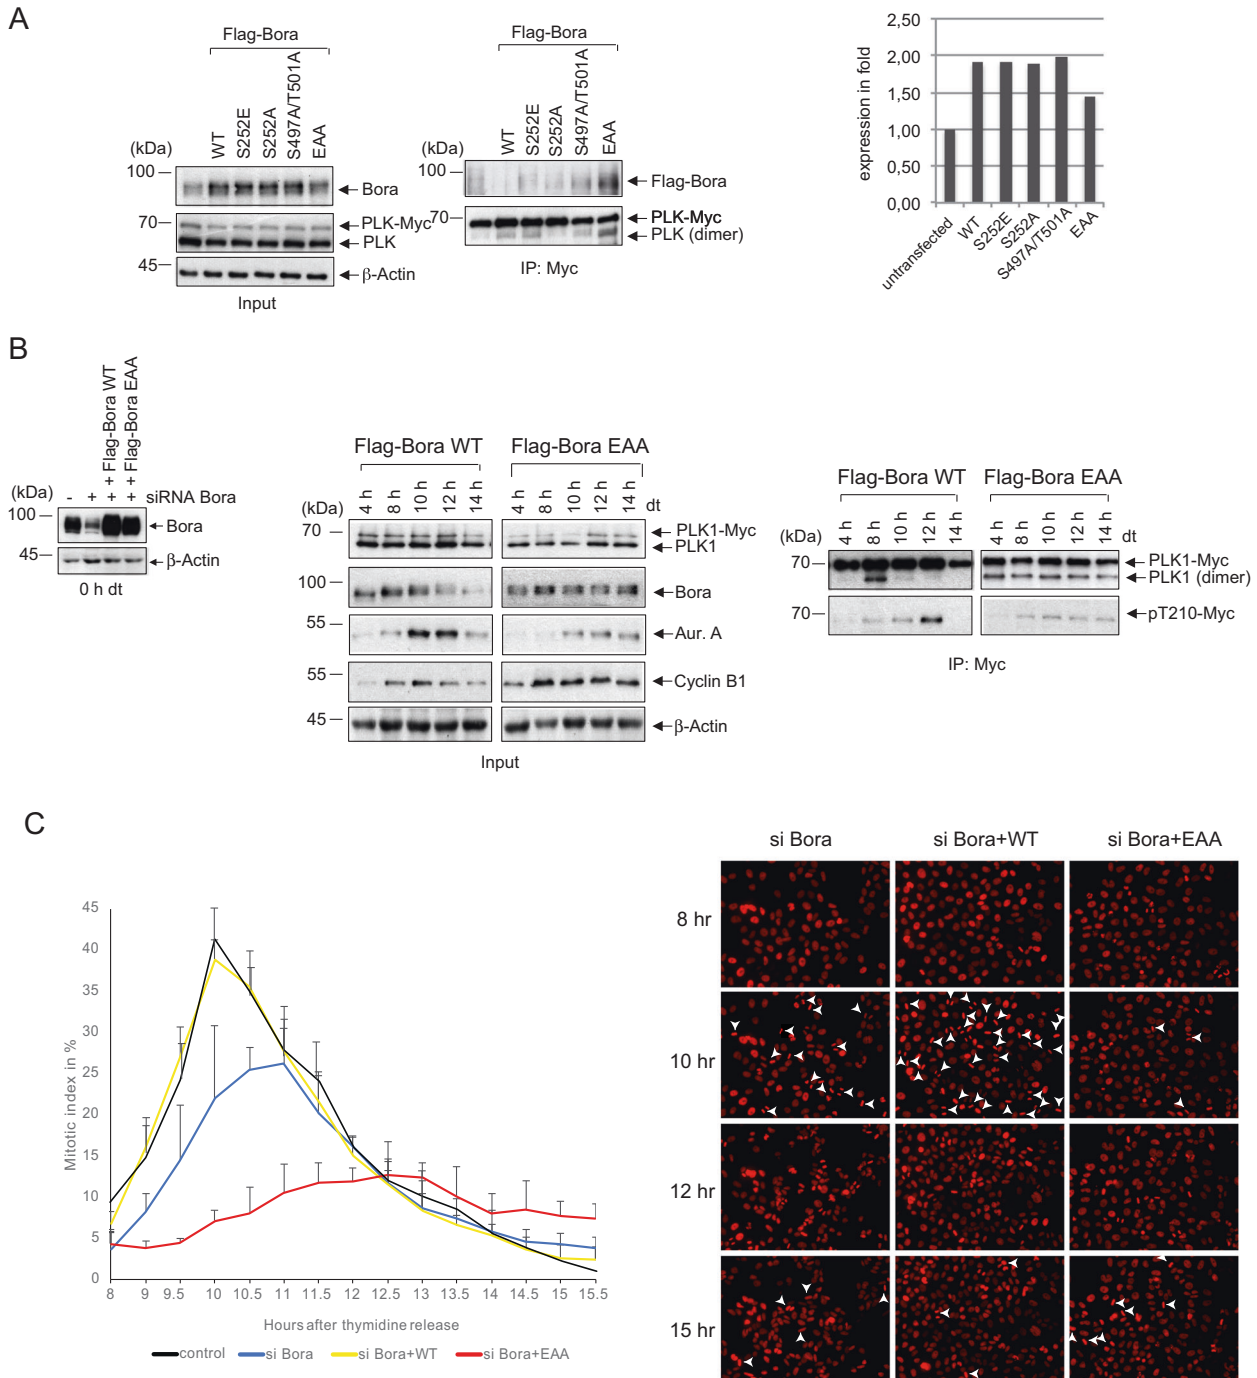 A
Flag-Bora
WT
S252E
S252A
S497A/T501A
EAA
(kDa)
100
Bora
70
PLK-Myc
PLK
45
β-Actin
Input
Flag-Bora
WT
S252E
S252A
S497A/T501A
EAA
(kDa)
100
Flag-Bora
70
PLK-Myc
PLK (dimer)
IP: Myc
expression in fold
2,50
2,00
1,50
1,00
0,50
0,00
untransfected
WT
S252E
S252A
S497A/T501A
EAA
B
+ Flag-Bora WT
+ Flag-Bora EAA
(kDa)
- + + + siRNA Bora
100
Bora
45
β-Actin
0 h dt
Flag-Bora WT Flag-Bora EAA
4 h 8 h 10 h 12 h 14 h 4 h 8 h 10 h 12 h 14 h dt
(kDa)
70
PLK1-Myc
PLK1
100
Bora
55
Aur. A
55
Cyclin B1
45
β-Actin
Input
Flag-Bora WT Flag-Bora EAA
4 h 8 h 10 h 12 h 14 h 4 h 8 h 10 h 12 h 14 h dt
(kDa)
70
PLK1-Myc
PLK1 (dimer)
70
pT210-Myc
IP: Myc
C
Mitotic index in %
45
40
35
30
25
20
15
10
5
0
8 9 9.5 10 10.5 11 11.5 12 12.5 13 13.5 14 14.5 15 15.5
Hours after thymidine release
control si Bora si Bora+WT si Bora+EAA
si Bora si Bora+WT si Bora+EAA
8 hr
10 hr
12 hr
15 hr